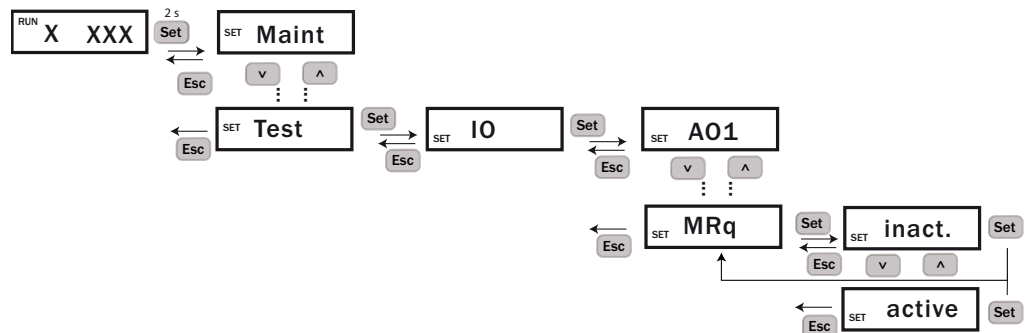 2 s
RUN X XXX Set SET Maint
Esc ∨ ∧
SET Test Set SET IO Set SET AO1
Esc Esc Esc ∨ ∧
SET MRq Set SET inact. Set
Esc Esc ∨ ∧
SET active Set
Esc